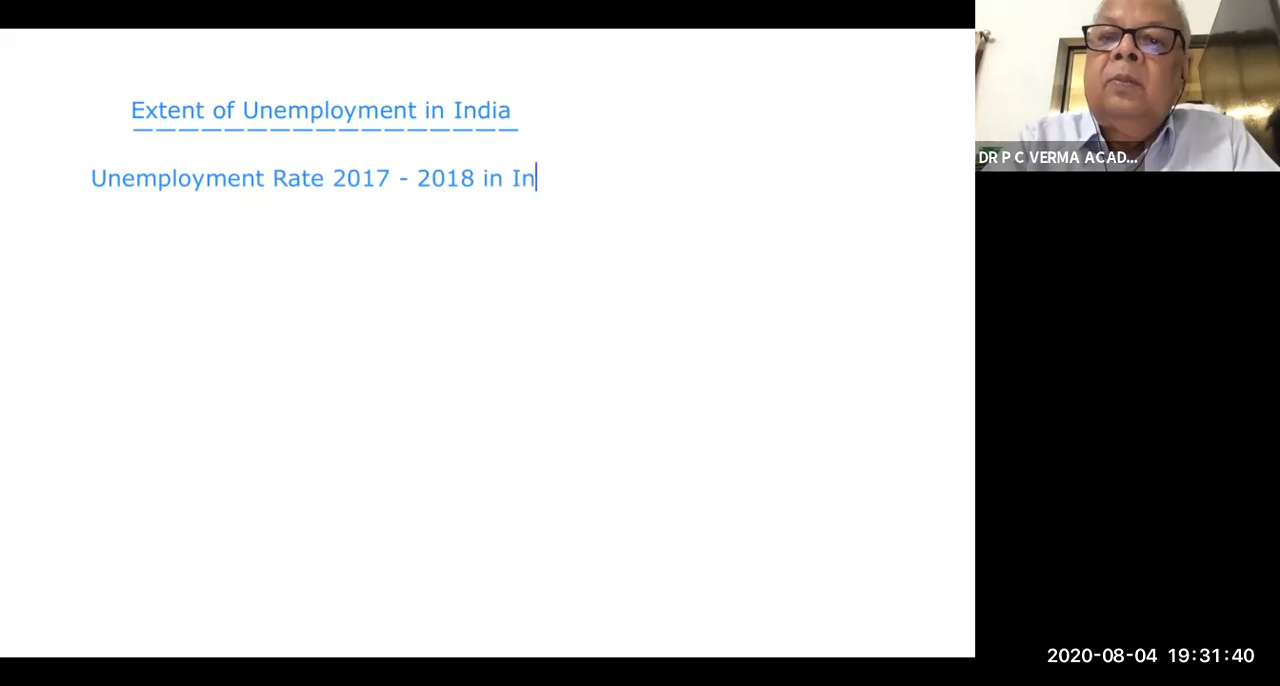 Extent of Unemployment in India
Unemployment Rate 2017 - 2018 in In
DR P C VERMA ACAD...
2020-08-04 19:31:40